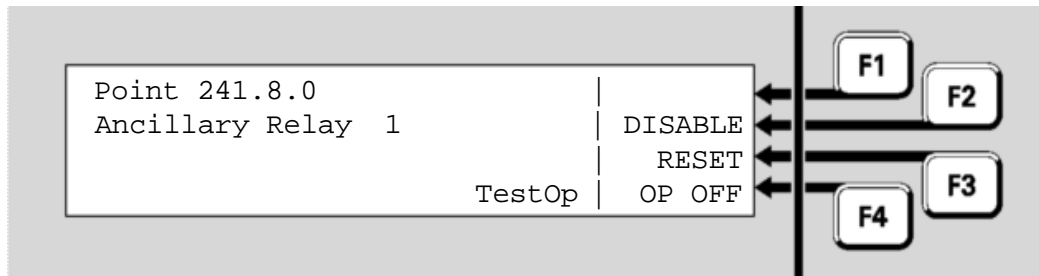 Point 241.8.0 |
Ancillary Relay 1 | DISABLE
| RESET
TestOp | OP OFF
F1
F2
F3
F4